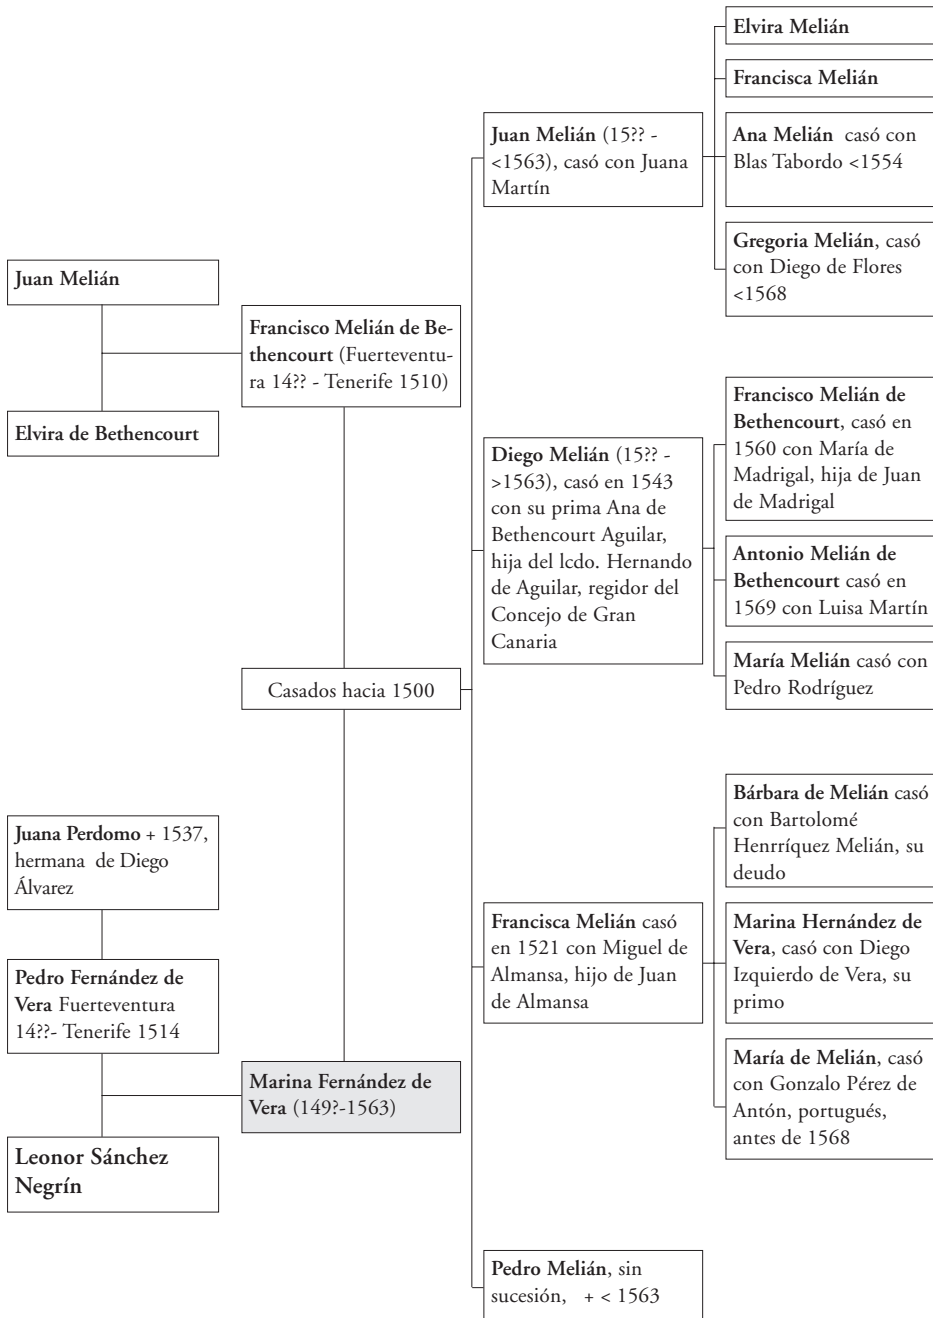 Juan Melián
Elvira de Bethencourt
Juana Perdomo + 1537,
hermana de Diego
Álvarez
Pedro Fernández de
Vera Fuerteventura
14??- Tenerife 1514
Leonor Sánchez
Negrín
Francisco Melián de Be-
thencourt (Fuerteventu-
ra 14?? - Tenerife 1510)
Casados hacia 1500
Marina Fernández de
Vera (149?-1563)
Juan Melián (15?? -
<1563), casó con Juana
Martín
Diego Melián (15?? -
>1563), casó en 1543
con su prima Ana de
Bethencourt Aguilar,
hija del lcdo. Hernando
de Aguilar, regidor del
Concejo de Gran
Canaria
Francisca Melián casó
en 1521 con Miguel de
Almansa, hijo de Juan
de Almansa
Pedro Melián, sin
sucesión, + < 1563
Elvira Melián
Francisca Melián
Ana Melián casó con
Blas Tabordo <1554
Gregoria Melián, casó
con Diego de Flores
<1568
Francisco Melián de
Bethencourt, casó en
1560 con María de
Madrigal, hija de Juan
de Madrigal
Antonio Melián de
Bethencourt casó en
1569 con Luisa Martín
María Melián casó con
Pedro Rodríguez
Bárbara de Melián casó
con Bartolomé
Henrríquez Melián, su
deudo
Marina Hernández de
Vera, casó con Diego
Izquierdo de Vera, su
primo
María de Melián, casó
con Gonzalo Pérez de
Antón, portugués,
antes de 1568